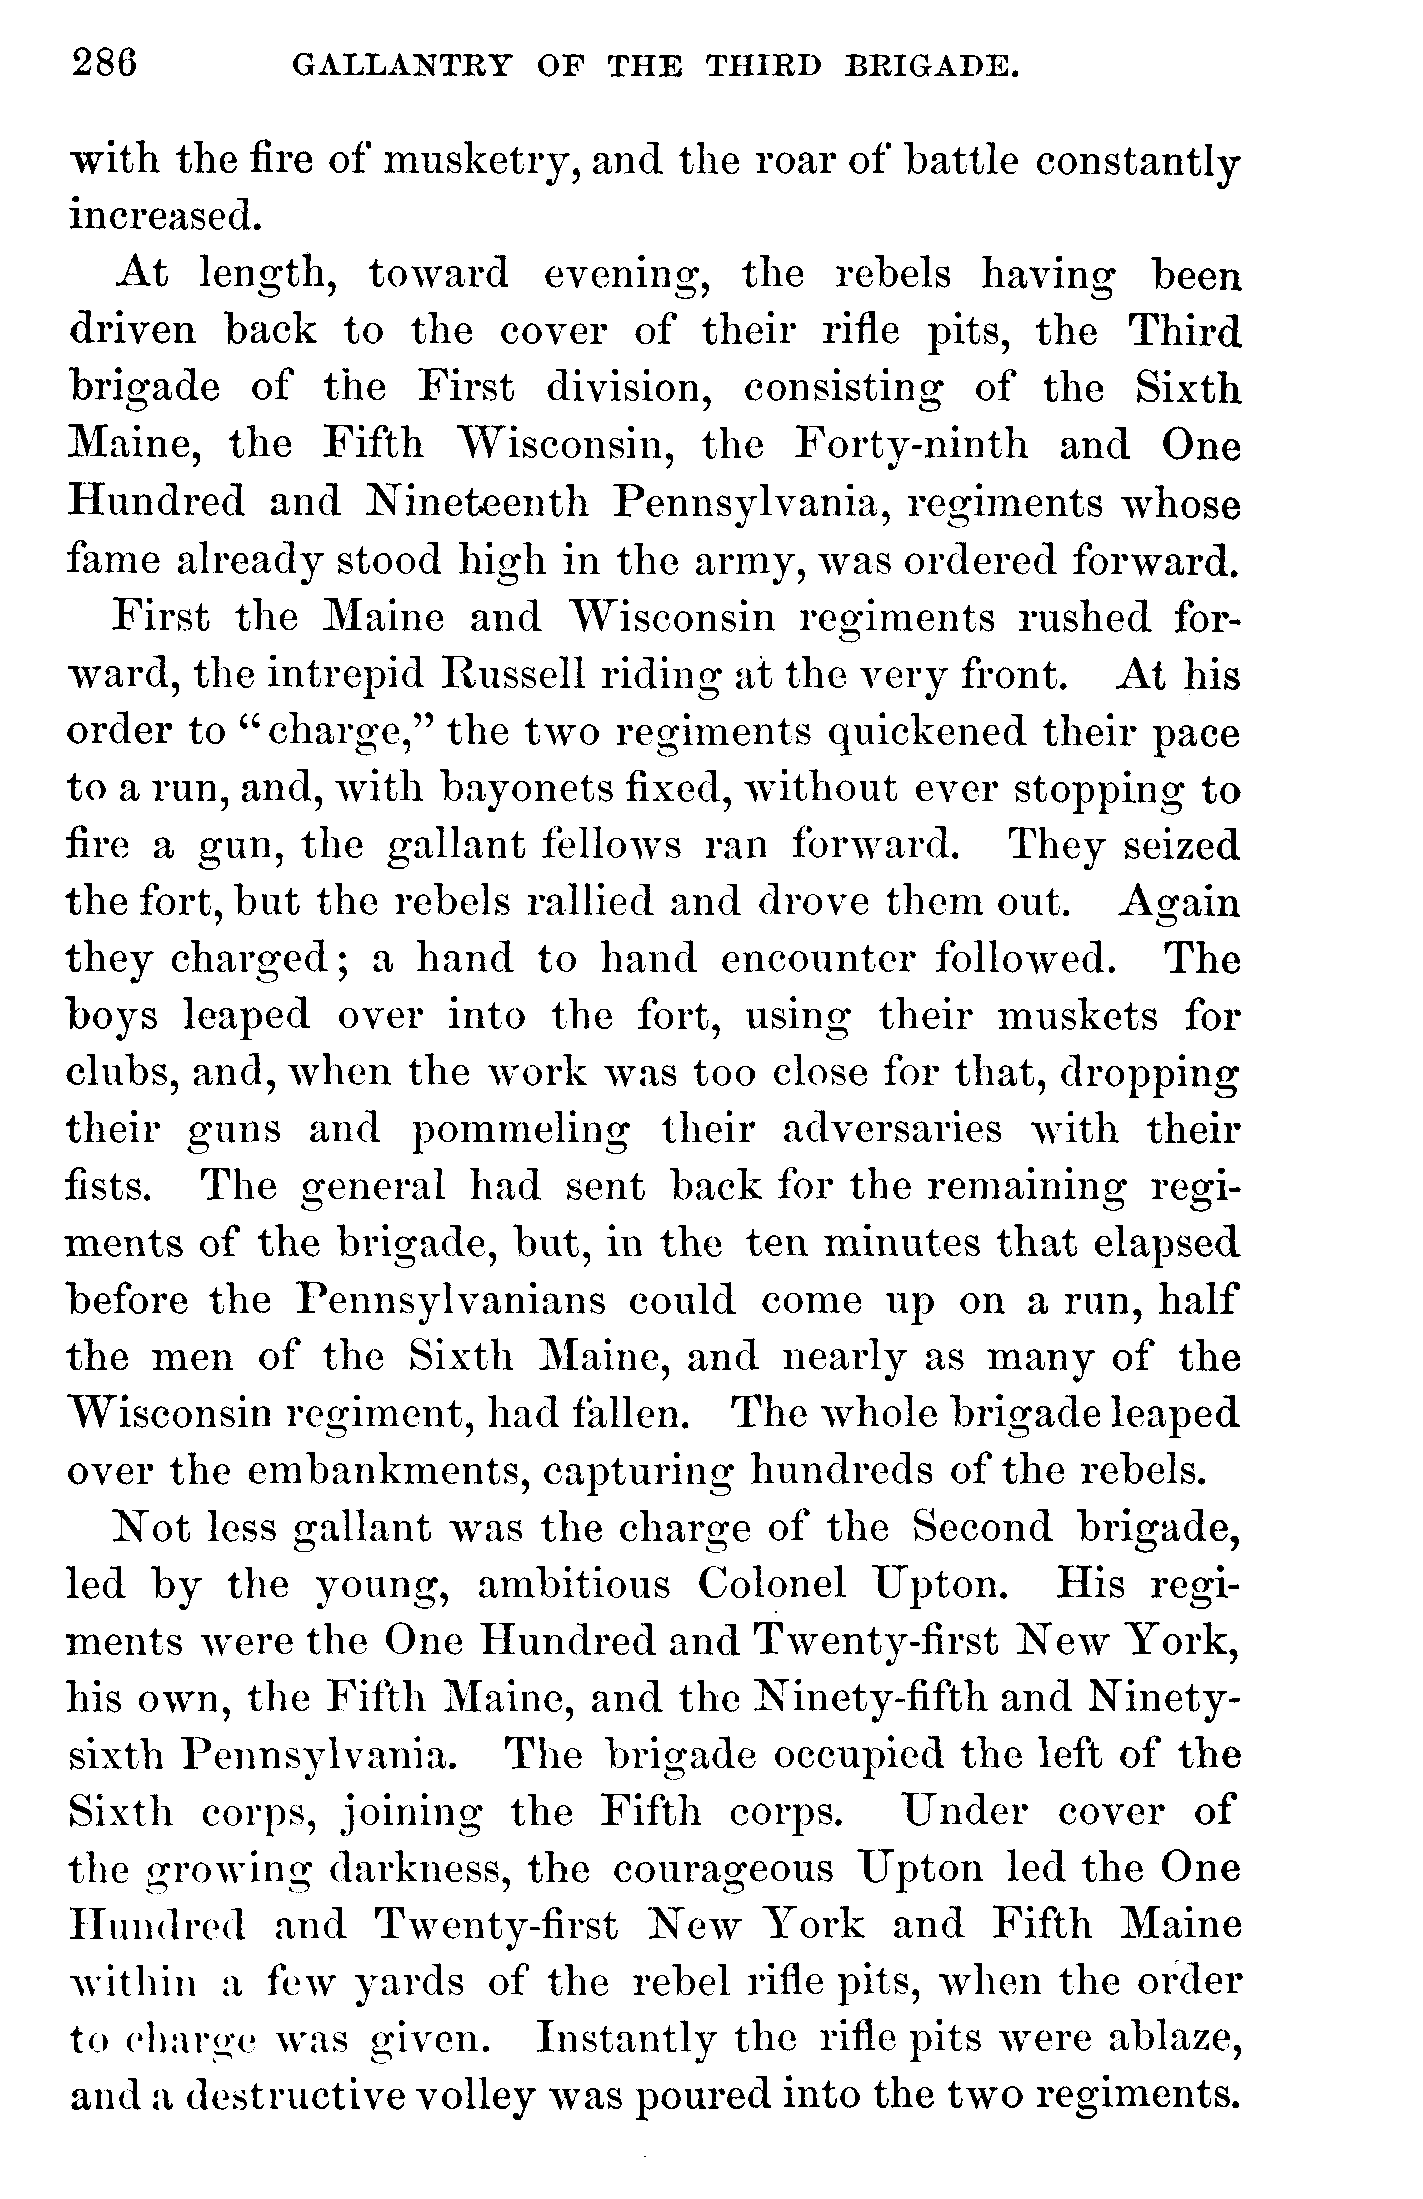 286 GALLANTRY OF THE THIRD BRIGADE.
with the fire of musketry, and the roar of battle constantly
increased.
At length, toward evening, the rebels having been
driven back to the cover of their rifle pits, the Third
brigade of the First division, consisting of the Sixth
Maine, the Fifth Wisconsin, the Forty-ninth and One
Hundred and Nineteenth Pennsylvania, regiments whose
fame already stood high in the army, was ordered forward.
First the Maine and Wisconsin regiments rushed for-
ward, the intrepid Russell riding at the very front. At his
order to "charge," the two regiments quickened their pace
to a run, and, with bayonets fixed, without ever stopping to
fire a gun, the gallant fellows ran forward. They seized
the fort, but the rebels rallied and drove them out. Again
they charged; a hand to hand encounter followed. The
boys leaped over into the fort, using their muskets for
clubs, and, when the work was too close for that, dropping
their guns and pommeling their adversaries with their
fists. The general had sent back for the remaining regi-
ments of the brigade, but, in the ten minutes that elapsed
before the Pennsylvanians could come up on a run, half
the men of the Sixth Maine, and nearly as many of the
Wisconsin regiment, had fallen. The whole brigade leaped
over the embankments, capturing hundreds of the rebels.
Not less gallant was the charge of the Second brigade,
led by the young, ambitious Colonel Upton. His regi-
ments were the One Hundred and Twenty-first New York,
his own, the Fifth Maine, and the Ninety-fifth and Ninety-
sixth Pennsylvania. The brigade occupied the left of the
Sixth corps, joining the Fifth corps. Under cover of
the growing darkness, the courageous Upton led the One
Hundred and Twenty-first New York and Fifth Maine
within a few yards of the rebel rifle pits, when the order
to charge was given. Instantly the rifle pits were ablaze,
and a destructive volley was poured into the two regiments.